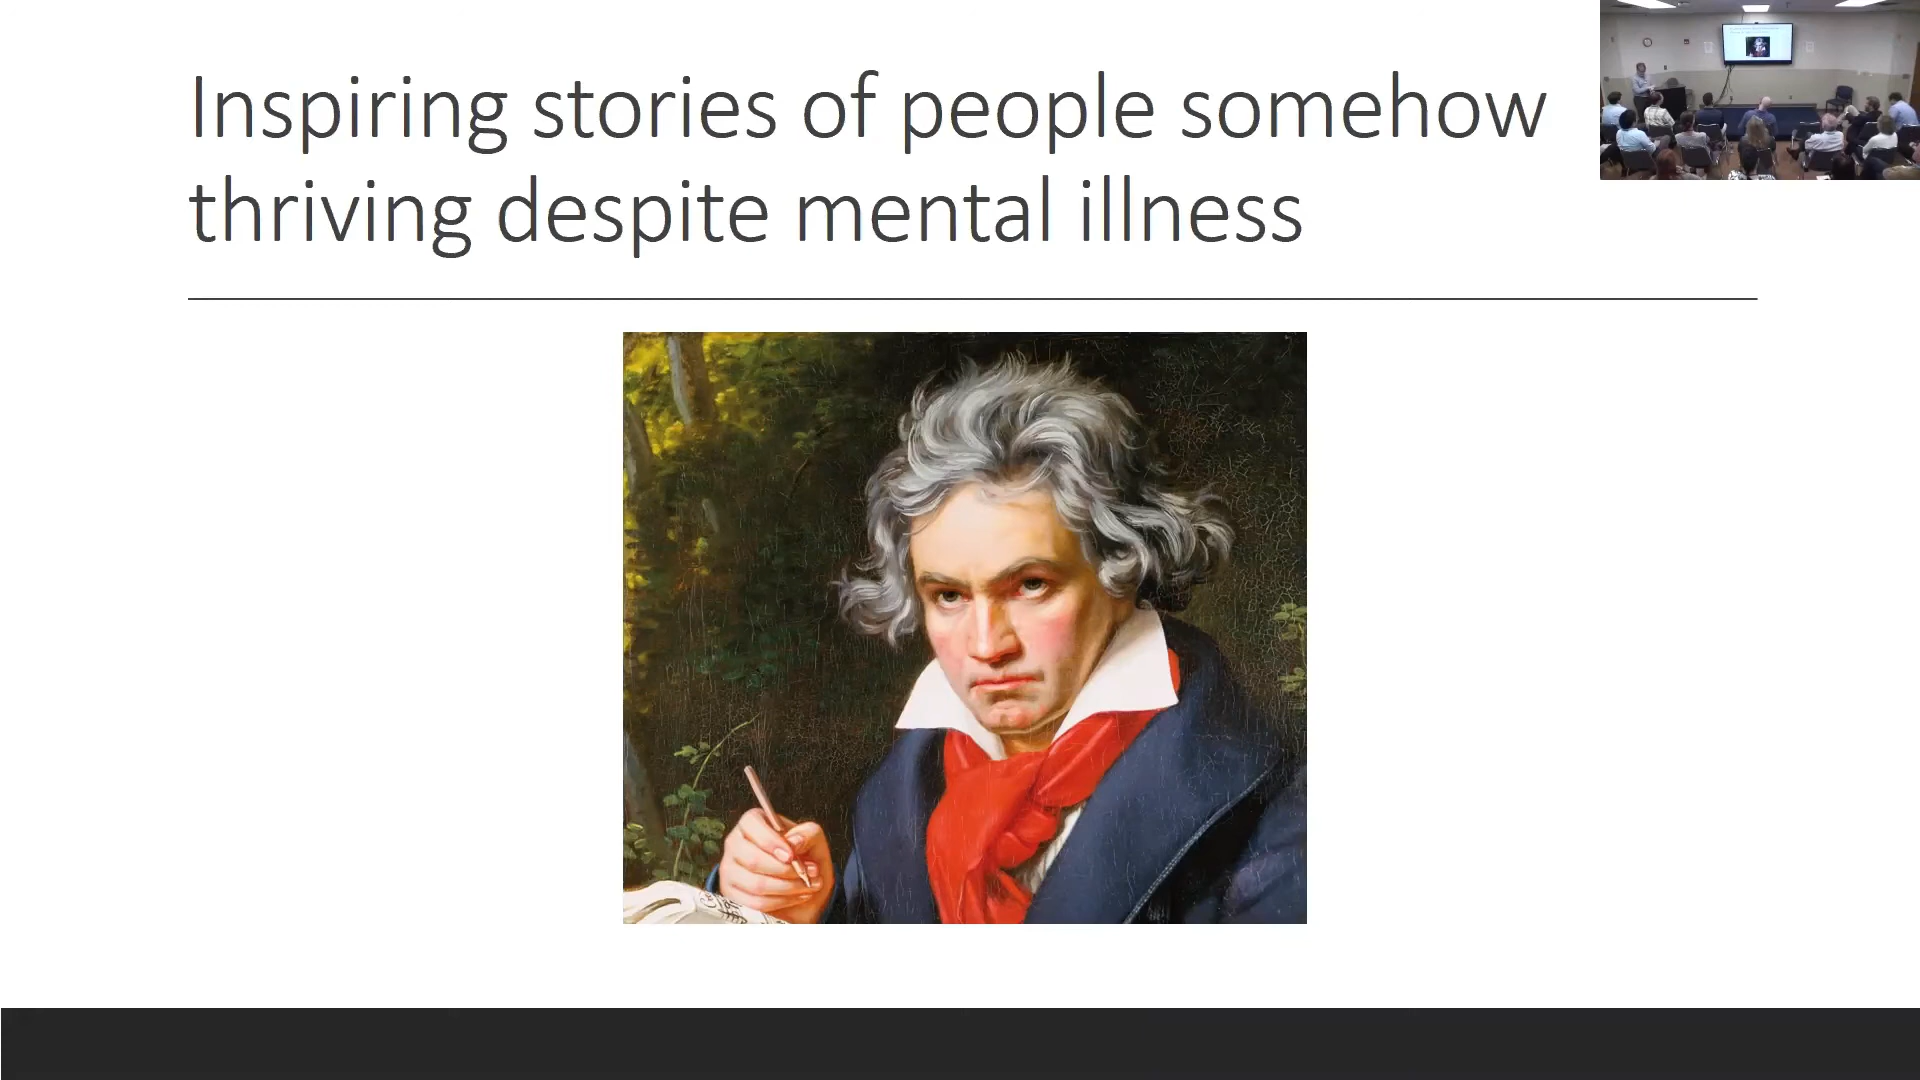 Inspiring stories of people somehow
thriving despite mental illness